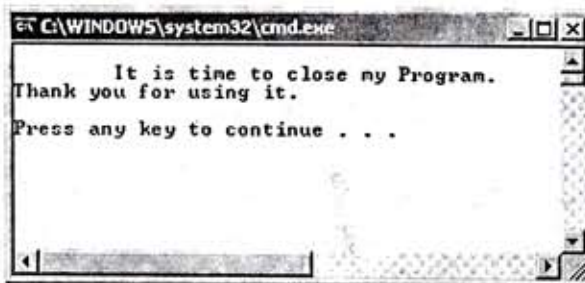 C:\WINDOWS\system32\cmd.exe
It is time to close my Program.
Thank you for using it.
Press any key to continue . . .